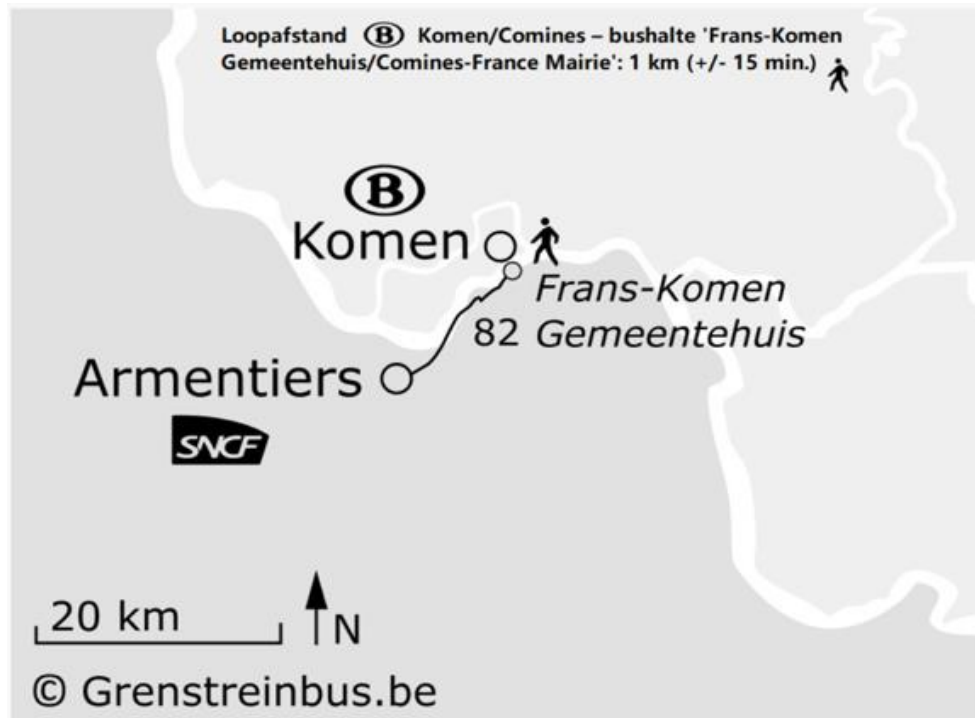 Loopafstand B Komen/Comines – bushalte 'Frans-Komen
Gemeentehuis/Comines-France Mairie': 1 km (+/- 15 min.)
B
Komen
Frans-Komen
82 Gemeentehuis
Armentiers
SNCF
20 km
N
© Grenstreinbus.be